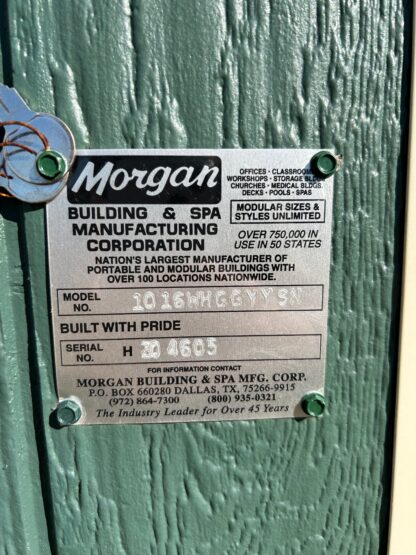 Morgan
BUILDING & SPA
MANUFACTURING
CORPORATION
OFFICES • CLASSROOMS
WORKSHOPS • STORAGE BLDGS.
CHURCHES • MEDICAL BLDGS.
DECKS • POOLS • SPAS
MODULAR SIZES &
STYLES UNLIMITED
OVER 750,000 IN
USE IN 50 STATES
NATION'S LARGEST MANUFACTURER OF
PORTABLE AND MODULAR BUILDINGS WITH
OVER 100 LOCATIONS NATIONWIDE.
MODEL NO. 1016WHGGYYSN
BUILT WITH PRIDE
SERIAL NO. H 304605
FOR INFORMATION CONTACT
MORGAN BUILDING & SPA MFG. CORP.
P.O. BOX 660280 DALLAS, TX, 75266-9915
(972) 864-7300 (800) 935-0321
The Industry Leader for Over 45 Years